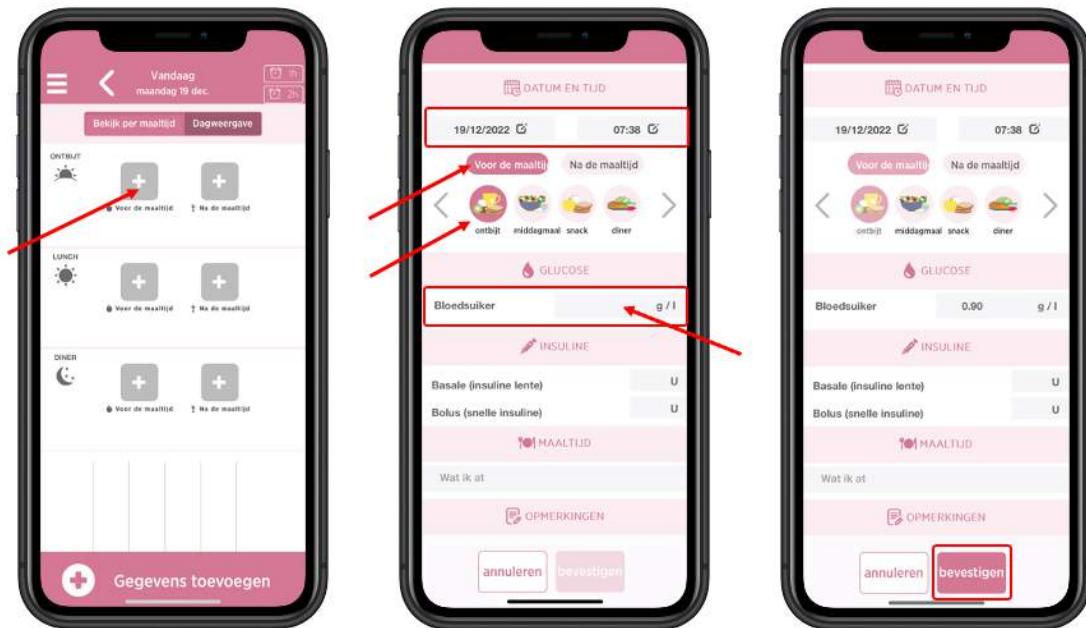 Vandaag
maandag 19 dec.
1h
2h
Bekijk per maaltijd Dagweergave
ONTBIJT
Voor de maaltijd Na de maaltijd
LUNCH
Voor de maaltijd Na de maaltijd
DINER
Voor de maaltijd Na de maaltijd
Gegevens toevoegen
DATUM EN TIJD
19/12/2022 07:38
Voor de maaltij Na de maaltijd
ontbijt middagmaal snack diner
GLUCOSE
Bloedsuiker g / l
INSULINE
Basale (insuline lente) U
Bolus (snelle insuline) U
MAALTIJD
Wat ik at
OPMERKINGEN
annuleren bevestigen
DATUM EN TIJD
19/12/2022 07:38
Voor de maaltij Na de maaltijd
ontbijt middagmaal snack diner
GLUCOSE
Bloedsuiker 0.90 g / l
INSULINE
Basale (insuline lente) U
Bolus (snelle insuline) U
MAALTIJD
Wat ik at
OPMERKINGEN
annuleren bevestigen